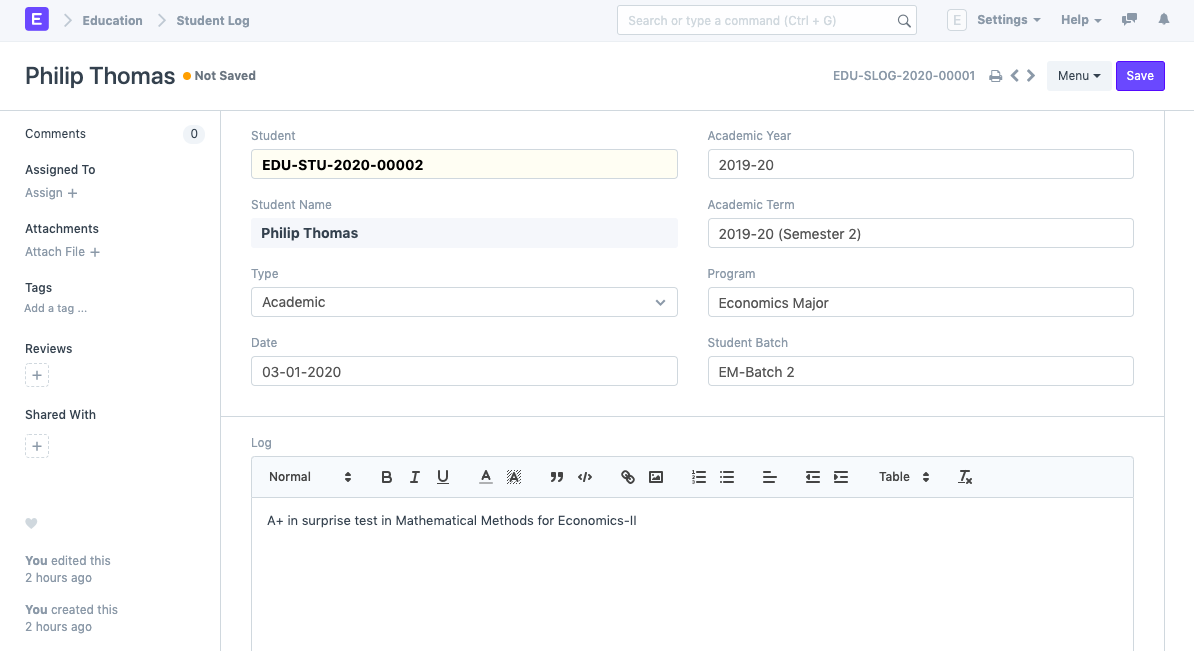 E Education Student Log Search or type a command (Ctrl + G) E Settings Help
Philip Thomas Not Saved EDU-SLOG-2020-00001 Menu Save
Comments 0
Assigned To
Assign +
Attachments
Attach File +
Tags
Add a tag ...
Reviews
+
Shared With
+
You edited this
2 hours ago
You created this
2 hours ago
Student
EDU-STU-2020-00002
Student Name
Philip Thomas
Type
Academic
Date
03-01-2020
Academic Year
2019-20
Academic Term
2019-20 (Semester 2)
Program
Economics Major
Student Batch
EM-Batch 2
Log
Normal B I U A A Table Tx
A+ in surprise test in Mathematical Methods for Economics-II